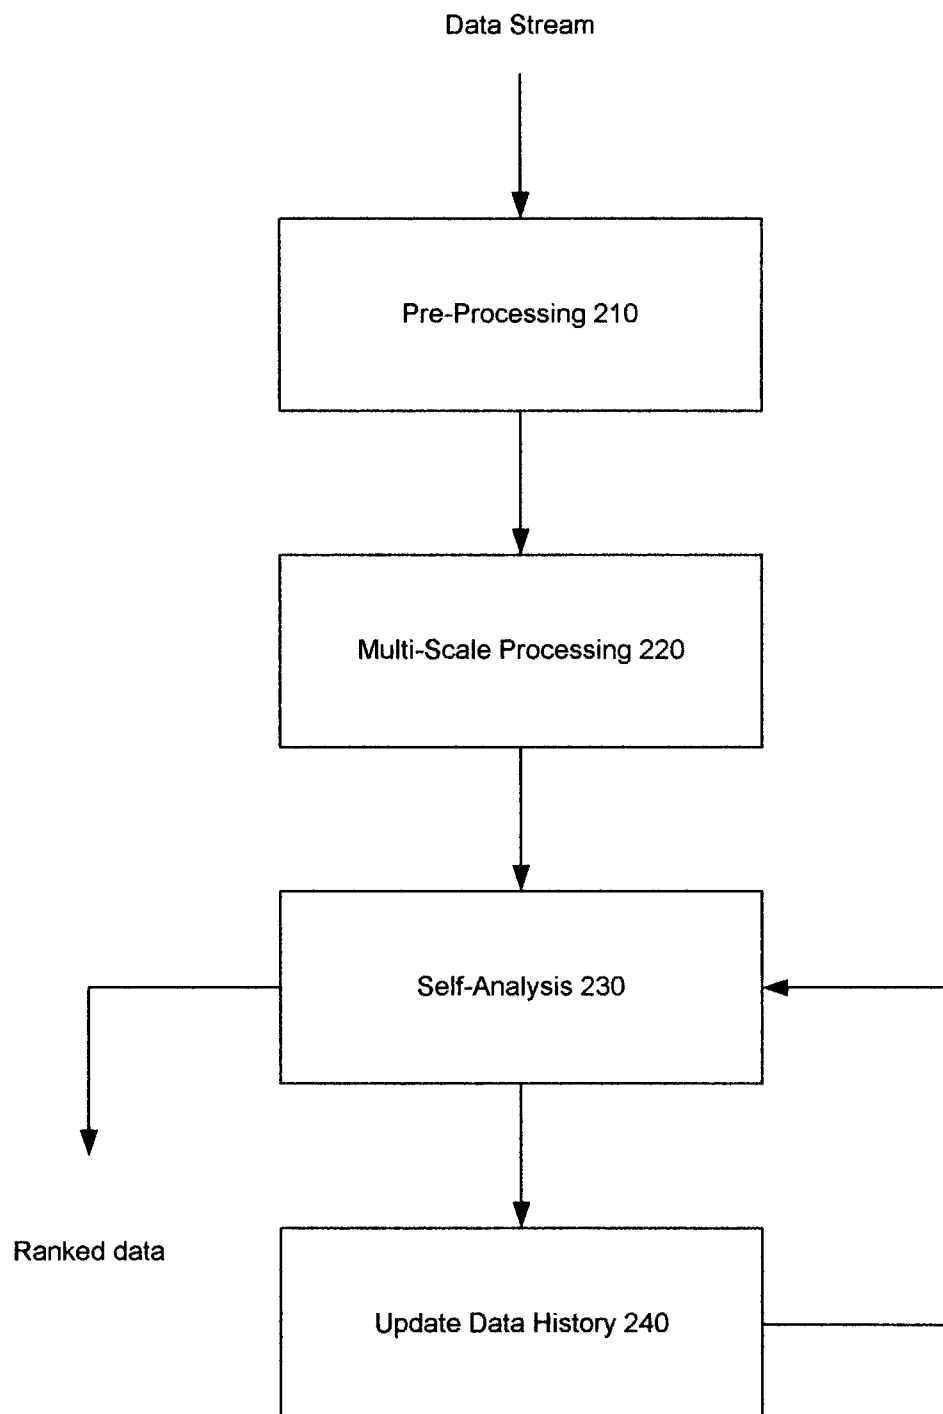 Data Stream
Pre-Processing 210
Multi-Scale Processing 220
Self-Analysis 230
Ranked data
Update Data History 240